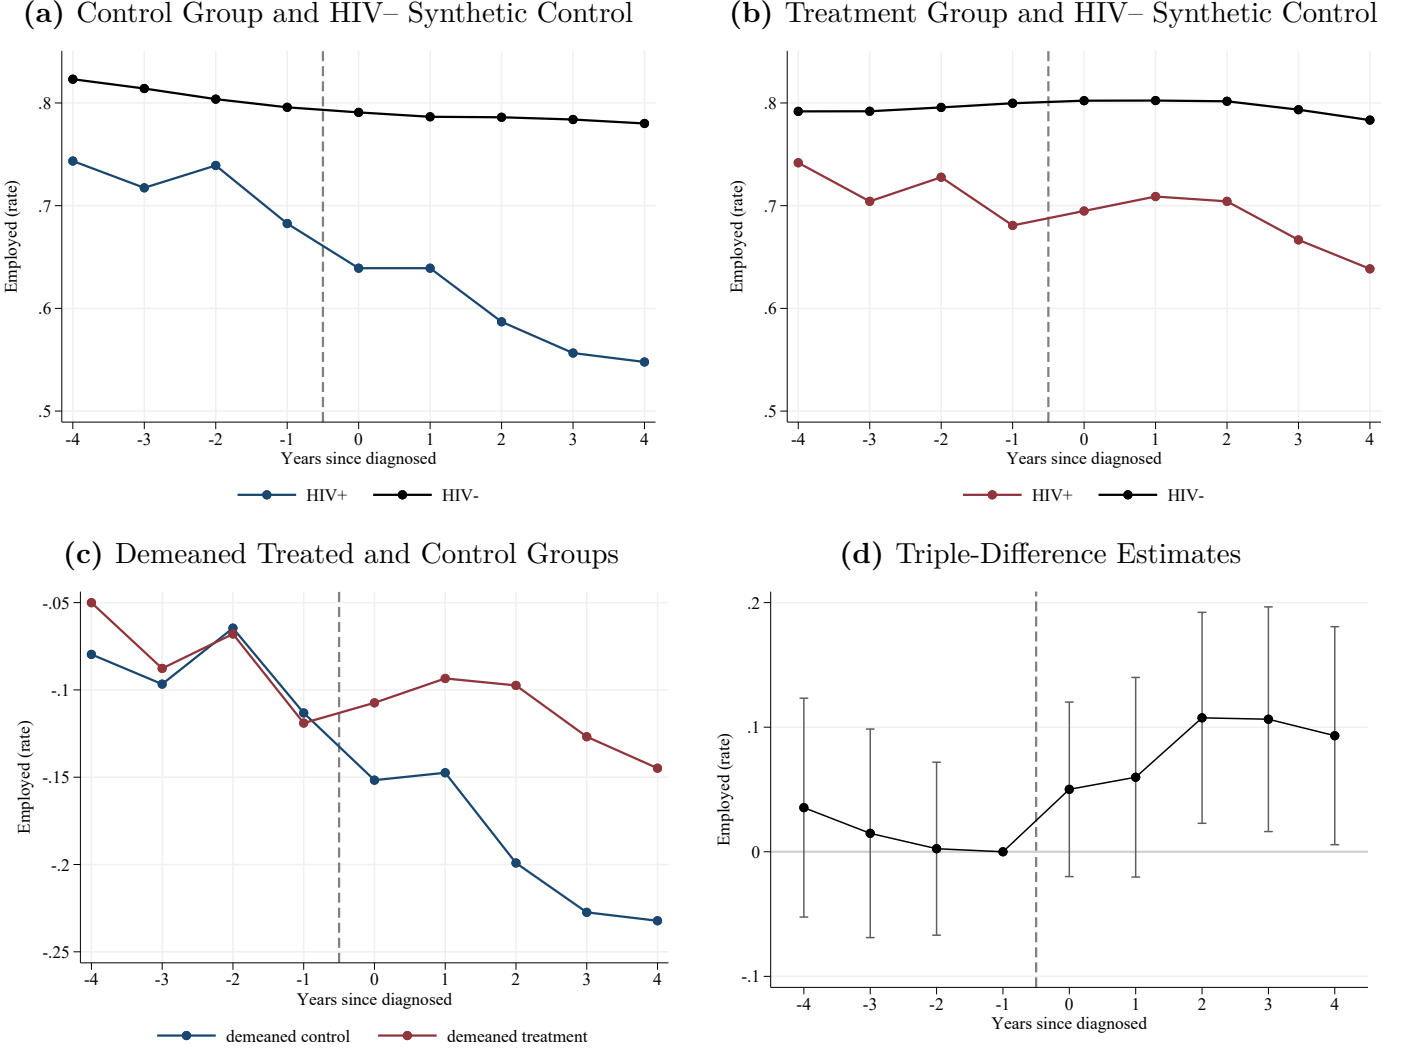 (a) Control Group and HIV– Synthetic Control
Employed (rate)
.8
.7
.6
.5
-4 -3 -2 -1 0 1 2 3 4
Years since diagnosed
HIV+ HIV-
(b) Treatment Group and HIV– Synthetic Control
Employed (rate)
.8
.7
.6
.5
-4 -3 -2 -1 0 1 2 3 4
Years since diagnosed
HIV+ HIV-
(c) Demeaned Treated and Control Groups
Employed (rate)
-.05
-.1
-.15
-.2
-.25
-4 -3 -2 -1 0 1 2 3 4
Years since diagnosed
demeaned control demeaned treatment
(d) Triple-Difference Estimates
Employed (rate)
.2
.1
0
-.1
-4 -3 -2 -1 0 1 2 3 4
Years since diagnosed